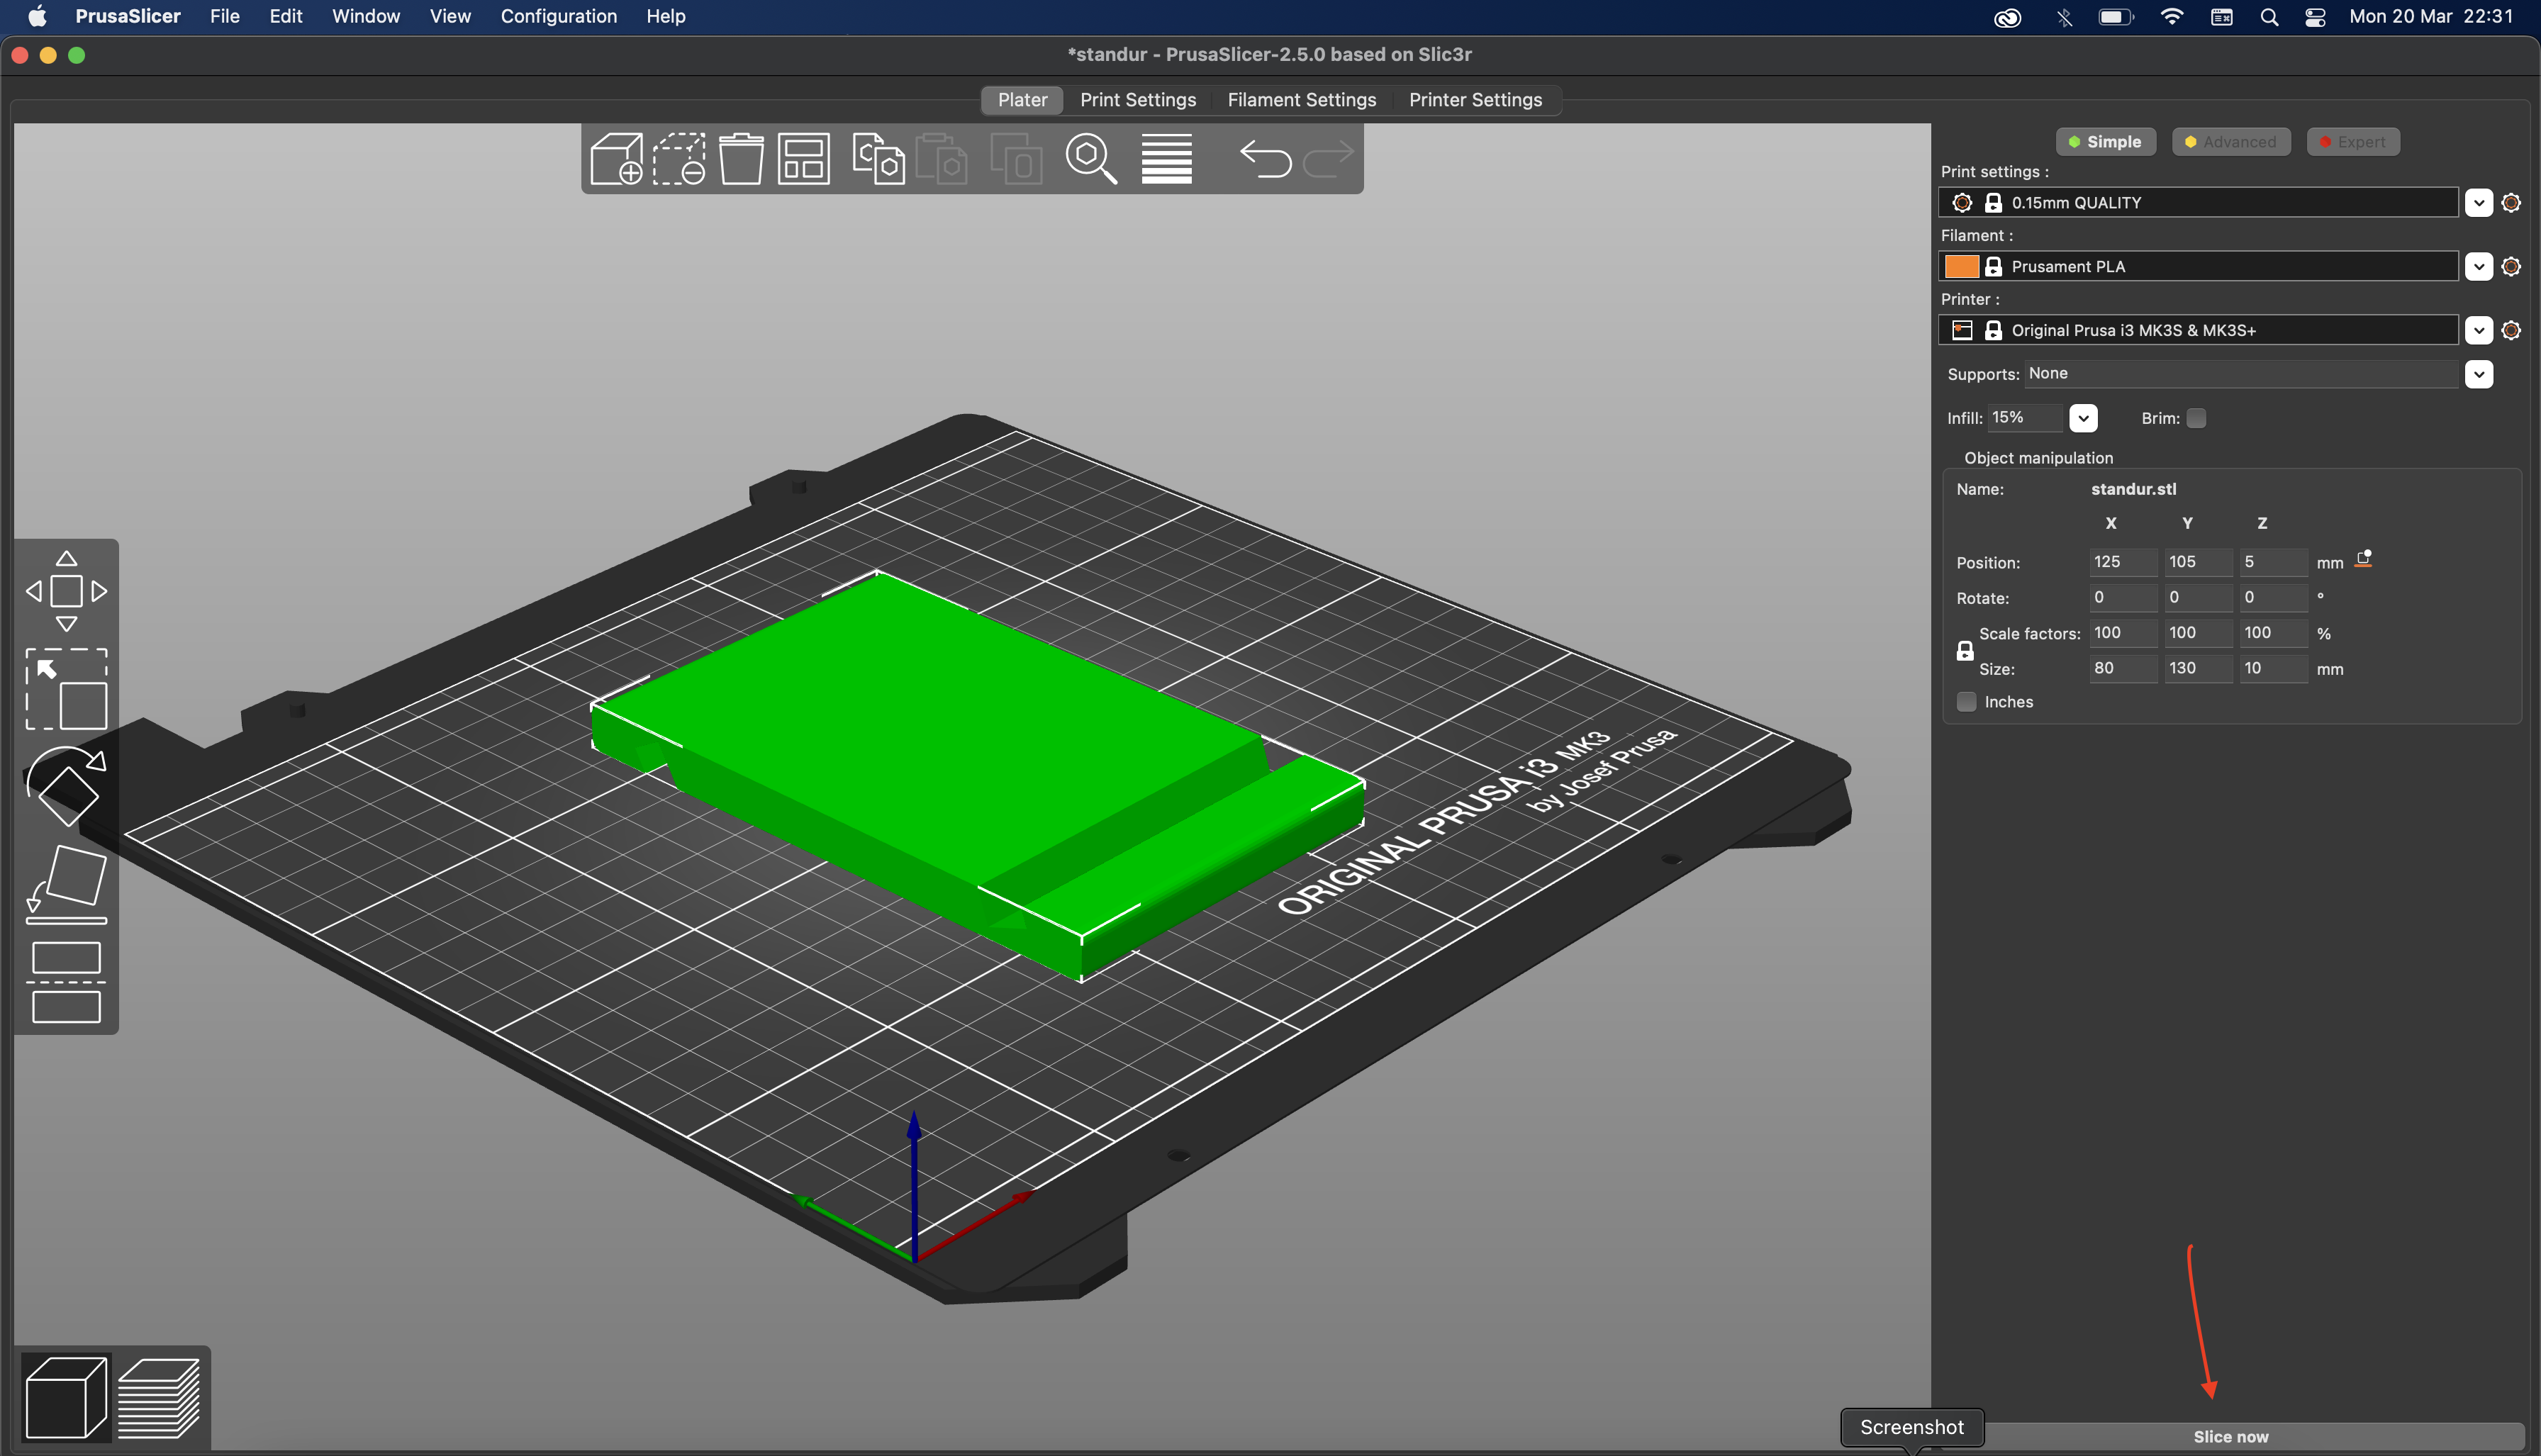 PrusaSlicer File Edit Window View Configuration Help Mon 20 Mar 22:31
*standur - PrusaSlicer-2.5.0 based on Slic3r
Plater Print Settings Filament Settings Printer Settings
Simple Advanced Expert
Print settings :
0.15mm QUALITY
Filament :
Prusament PLA
Printer :
Original Prusa i3 MK3S & MK3S+
Supports: None
Infill: 15% Brim:
Object manipulation
Name: standur.stl
X Y Z
Position: 125 105 5 mm
Rotate: 0 0 0 °
Scale factors: 100 100 100 %
Size: 80 130 10 mm
Inches
ORIGINAL PRUSA i3 MK3
by Josef Prusa
Screenshot
Slice now